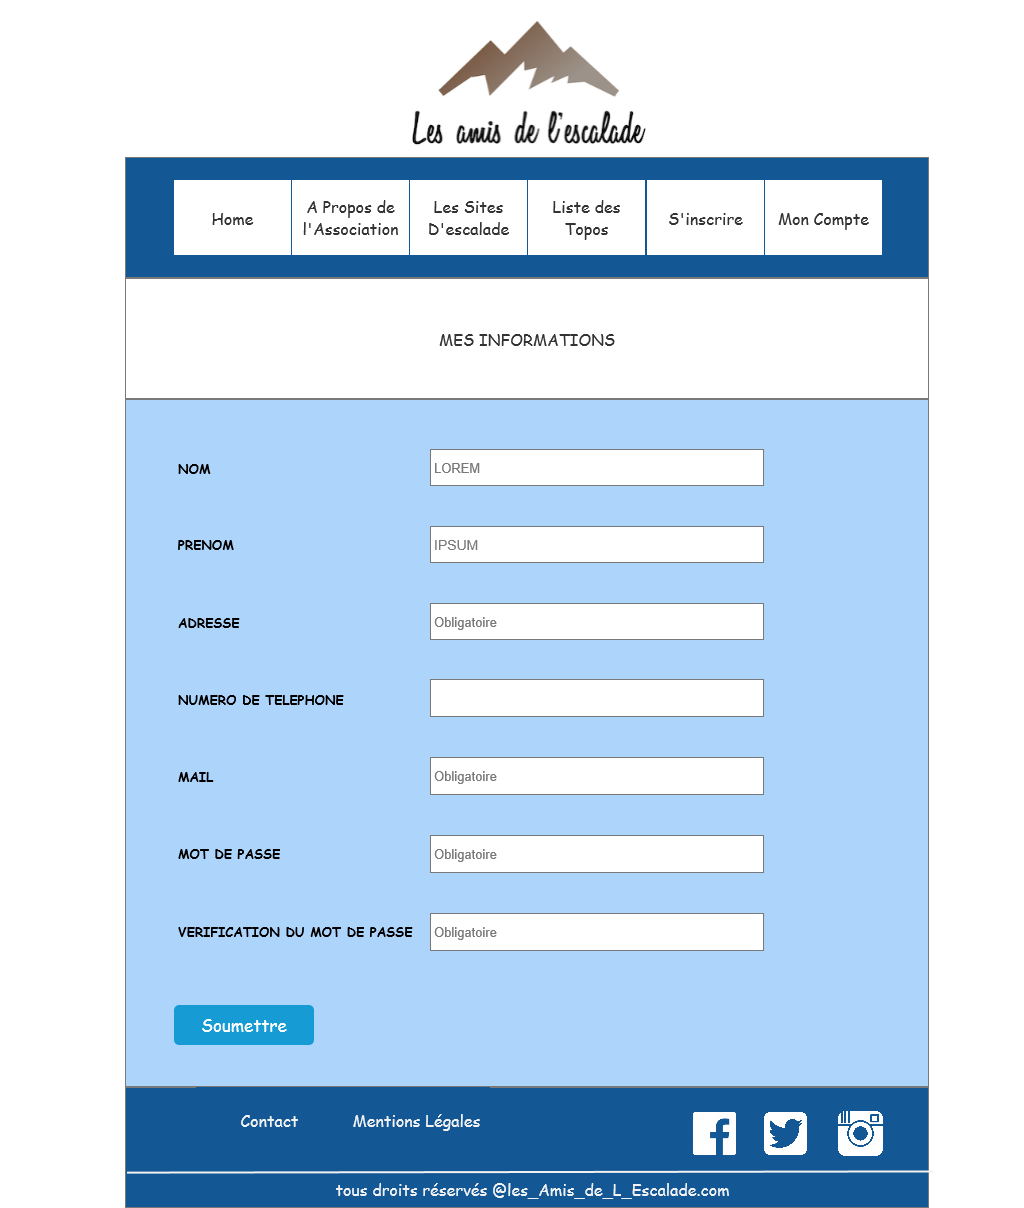 Les amis de l'escalade
Home
A Propos de
l'Association
Les Sites
D'escalade
Liste des
Topos
S'inscrire
Mon Compte
MES INFORMATIONS
NOM
LOREM
PRENOM
IPSUM
ADRESSE
Obligatoire
NUMERO DE TELEPHONE
MAIL
Obligatoire
MOT DE PASSE
Obligatoire
VERIFICATION DU MOT DE PASSE
Obligatoire
Soumettre
Contact
Mentions Légales
tous droits réservés @les_Amis_de_L_Escalade.com